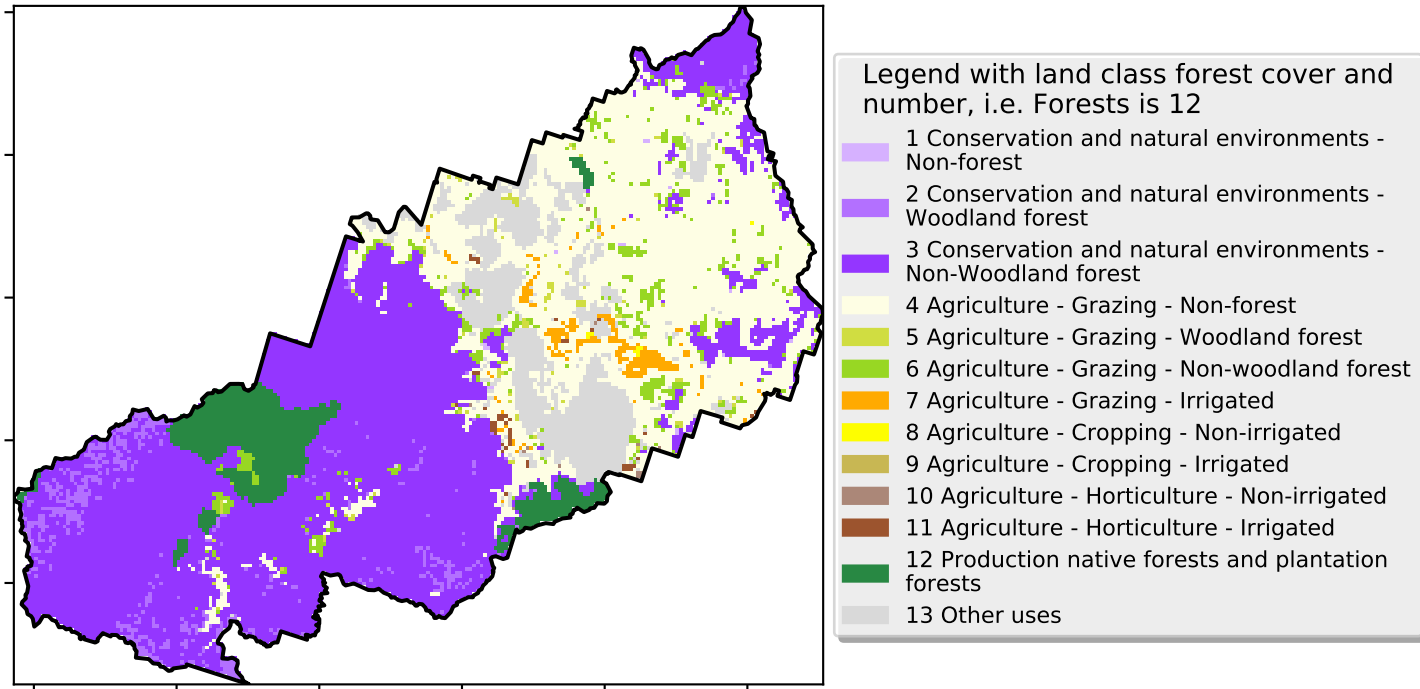 Legend with land class forest cover and
number, i.e. Forests is 12
1 Conservation and natural environments -
Non-forest
2 Conservation and natural environments -
Woodland forest
3 Conservation and natural environments -
Non-Woodland forest
4 Agriculture - Grazing - Non-forest
5 Agriculture - Grazing - Woodland forest
6 Agriculture - Grazing - Non-woodland forest
7 Agriculture - Grazing - Irrigated
8 Agriculture - Cropping - Non-irrigated
9 Agriculture - Cropping - Irrigated
10 Agriculture - Horticulture - Non-irrigated
11 Agriculture - Horticulture - Irrigated
12 Production native forests and plantation
forests
13 Other uses